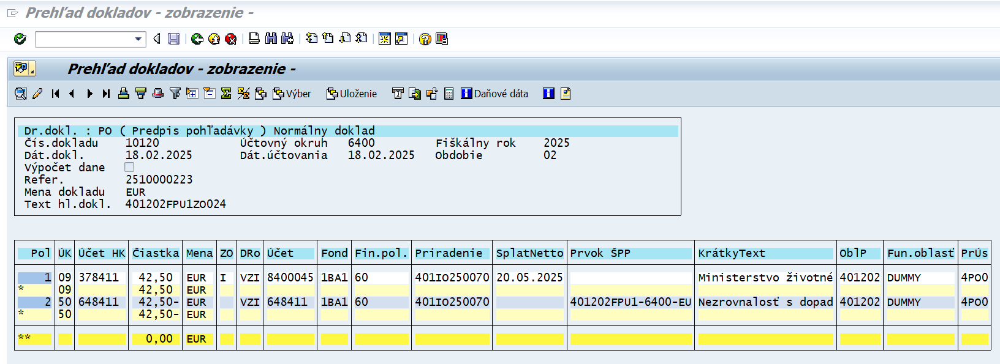 Prehľad dokladov - zobrazenie -
Prehľad dokladov - zobrazenie -
Výber Uloženie Daňové dáta
Dr.dokl. : PO ( Predpis pohľadávky ) Normálny doklad
Čís.dokladu 10120 Účtovný okruh 6400 Fiškálny rok 2025
Dát.dokl. 18.02.2025 Dát.účtovania 18.02.2025 Obdobie 02
Výpočet dane
Refer. 2510000223
Mena dokladu EUR
Text hl.dokl. 401202FPU1ZO024
Pol ÚK Účet HK Čiastka Mena ZO DRo Účet Fond Fin.pol. Priradenie SplatNetto Prvok ŠPP KrátkyText OblP Fun.oblasť PrÚs
1 09 378411 42,50 EUR I VZI 8400045 1BA1 60 401IO250070 20.05.2025 Ministerstvo životné 401202 DUMMY 4PO0
* 09 42,50 EUR
2 50 648411 42,50- EUR VZI 648411 1BA1 60 401IO250070 401202FPU1-6400-EU Nezrovnalosť s dopad 401202 DUMMY 4PO0
* 50 42,50- EUR
** 0,00 EUR